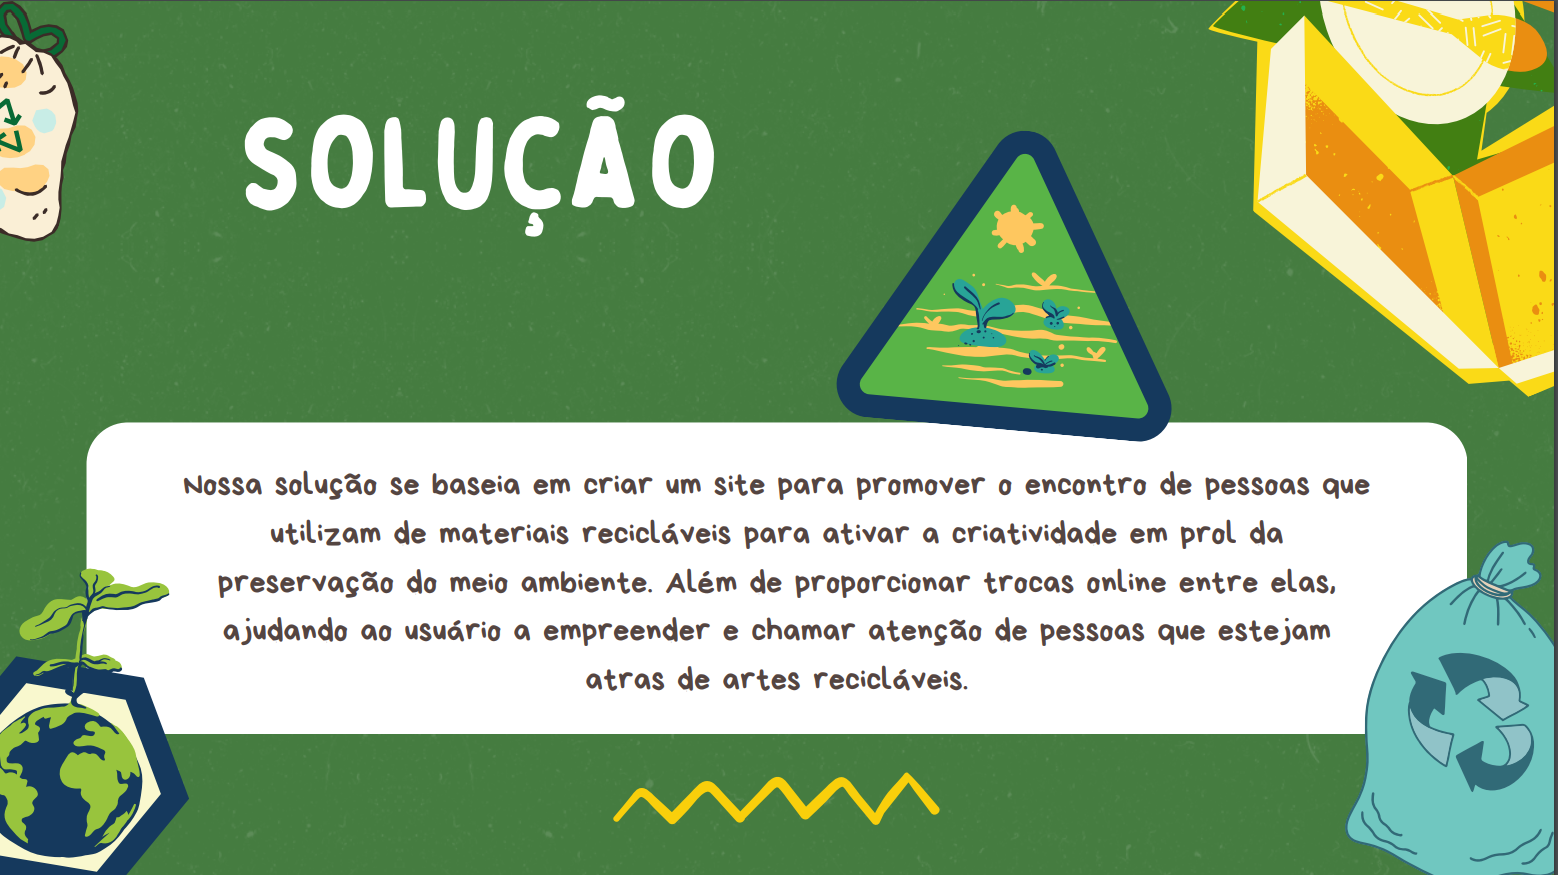 SOLUÇÃO
Nossa solução se baseia em criar um site para promover o encontro de pessoas que
utilizam de materiais recicláveis para ativar a criatividade em prol da
preservação do meio ambiente. Além de proporcionar trocas online entre elas,
ajudando ao usuário a empreender e chamar atenção de pessoas que estejam
atras de artes recicláveis.